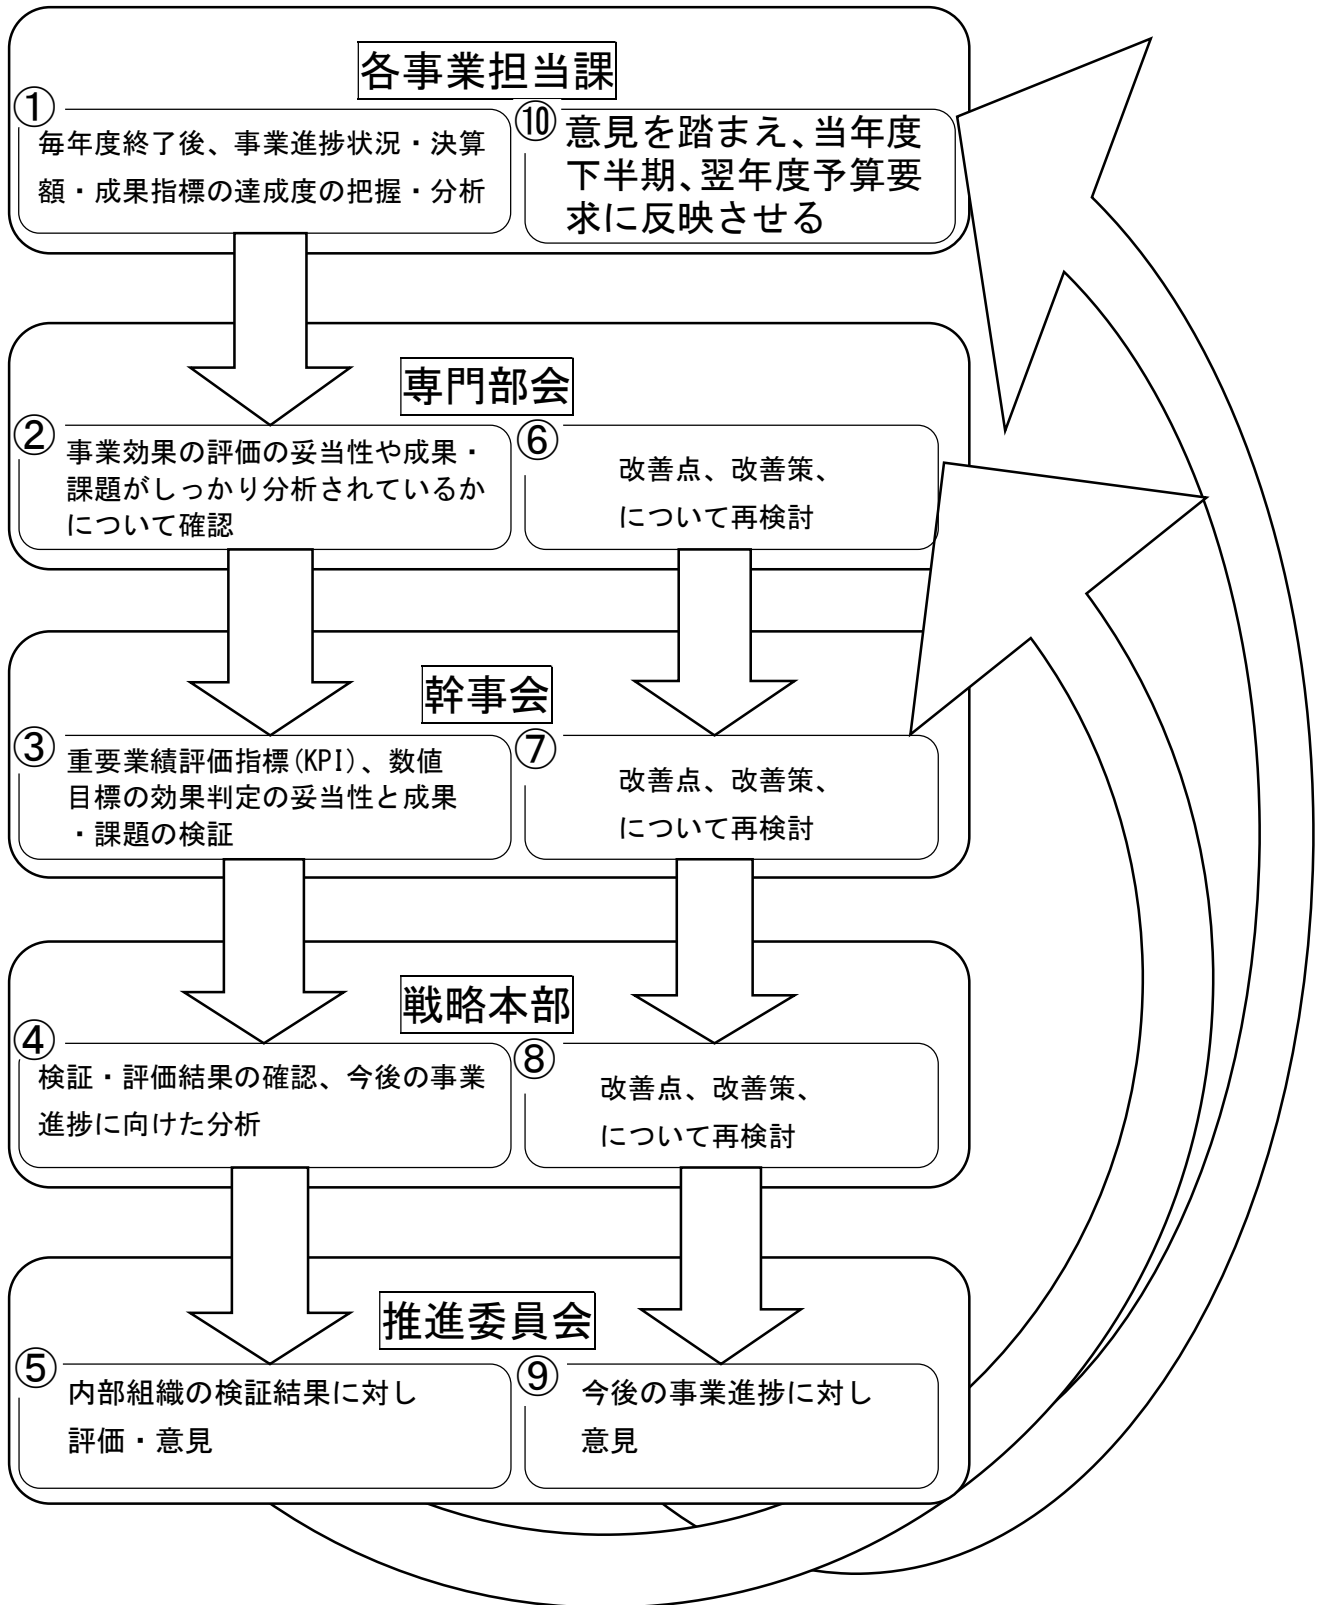 各事業担当課
①
毎年度終了後、事業進捗状況・決算
額・成果指標の達成度の把握・分析
⑩
意見を踏まえ、当年度
下半期、翌年度予算要
求に反映させる
専門部会
②
事業効果の評価の妥当性や成果・
課題がしっかり分析されているか
について確認
⑥
改善点、改善策、
について再検討
幹事会
③
重要業績評価指標(KPI)、数値
目標の効果判定の妥当性と成果
・課題の検証
⑦
改善点、改善策、
について再検討
戦略本部
④
検証・評価結果の確認、今後の事業
進捗に向けた分析
⑧
改善点、改善策、
について再検討
推進委員会
⑤
内部組織の検証結果に対し
評価・意見
⑨
今後の事業進捗に対し
意見